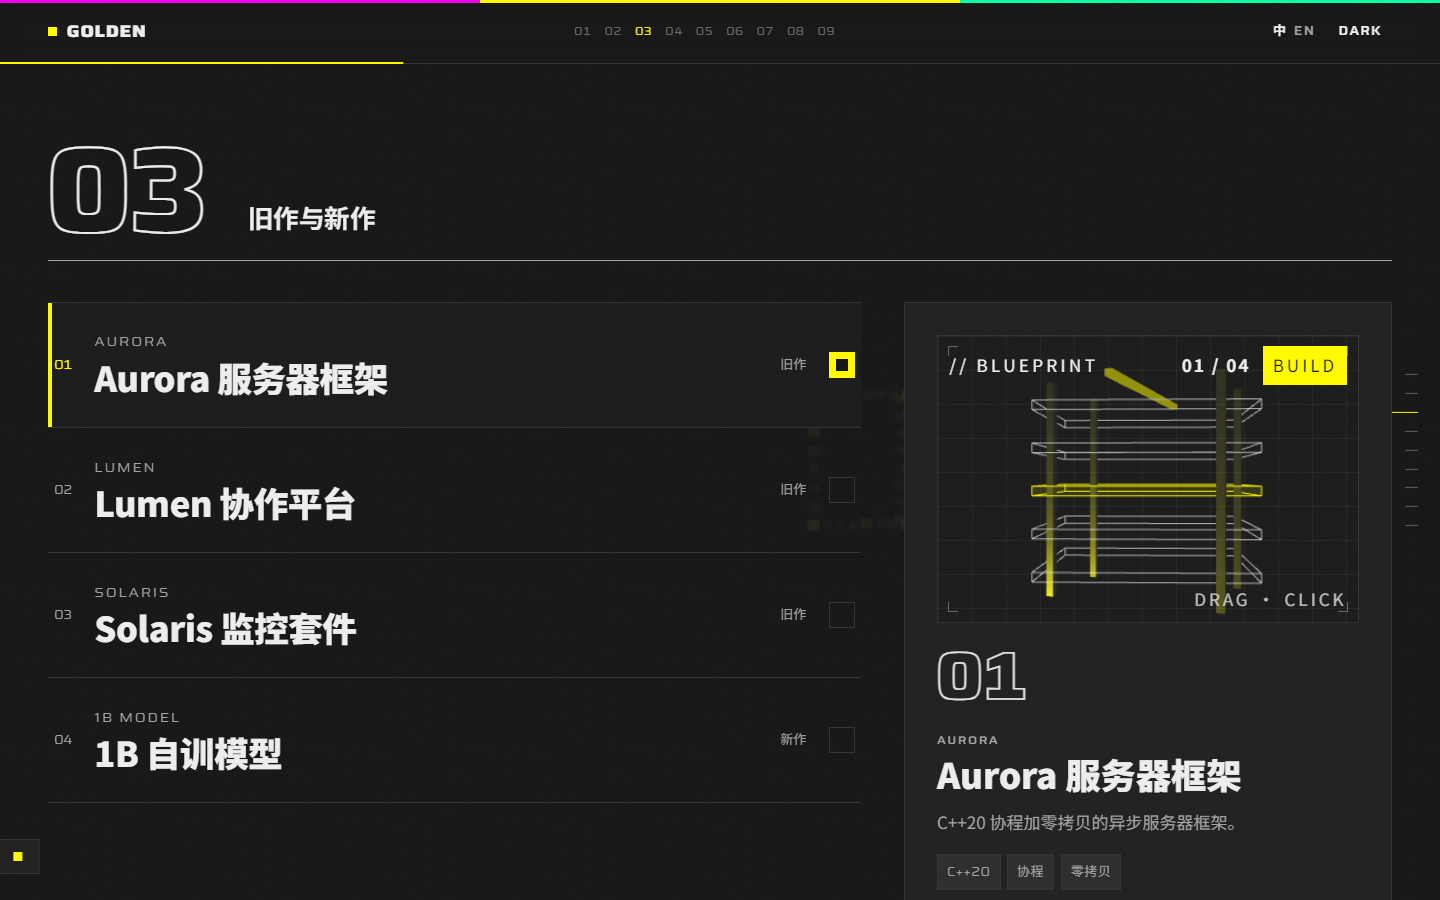 GOLDEN
01 02 03 04 05 06 07 08 09
中 EN DARK
03
旧作与新作
01
AURORA
Aurora 服务器框架
旧作
02
LUMEN
Lumen 协作平台
旧作
03
SOLARIS
Solaris 监控套件
旧作
04
1B MODEL
1B 自训模型
新作
// BLUEPRINT 01 / 04 BUILD
DRAG • CLICK
01
AURORA
Aurora 服务器框架
C++20 协程加零拷贝的异步服务器框架。
C++20 协程 零拷贝